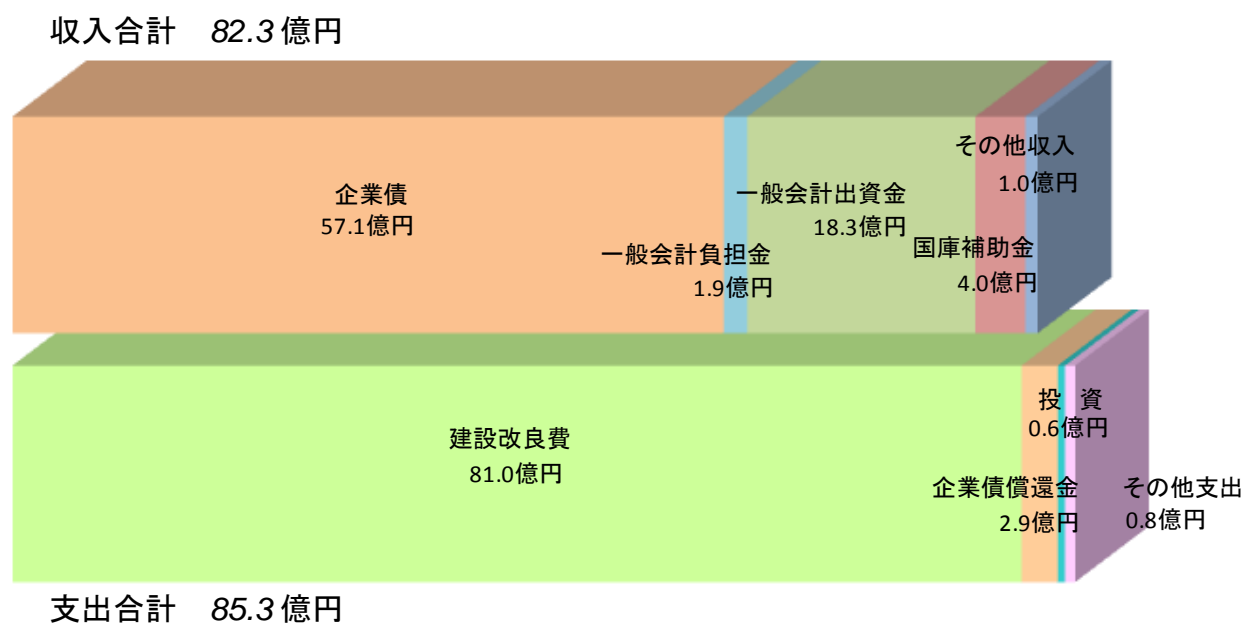 収入合計 82.3億円
その他収入
1.0億円
企業債
57.1億円
一般会計出資金
18.3億円
一般会計負担金
1.9億円
国庫補助金
4.0億円
建設改良費
81.0億円
投 資
0.6億円
企業債償還金
2.9億円
その他支出
0.8億円
支出合計 85.3億円